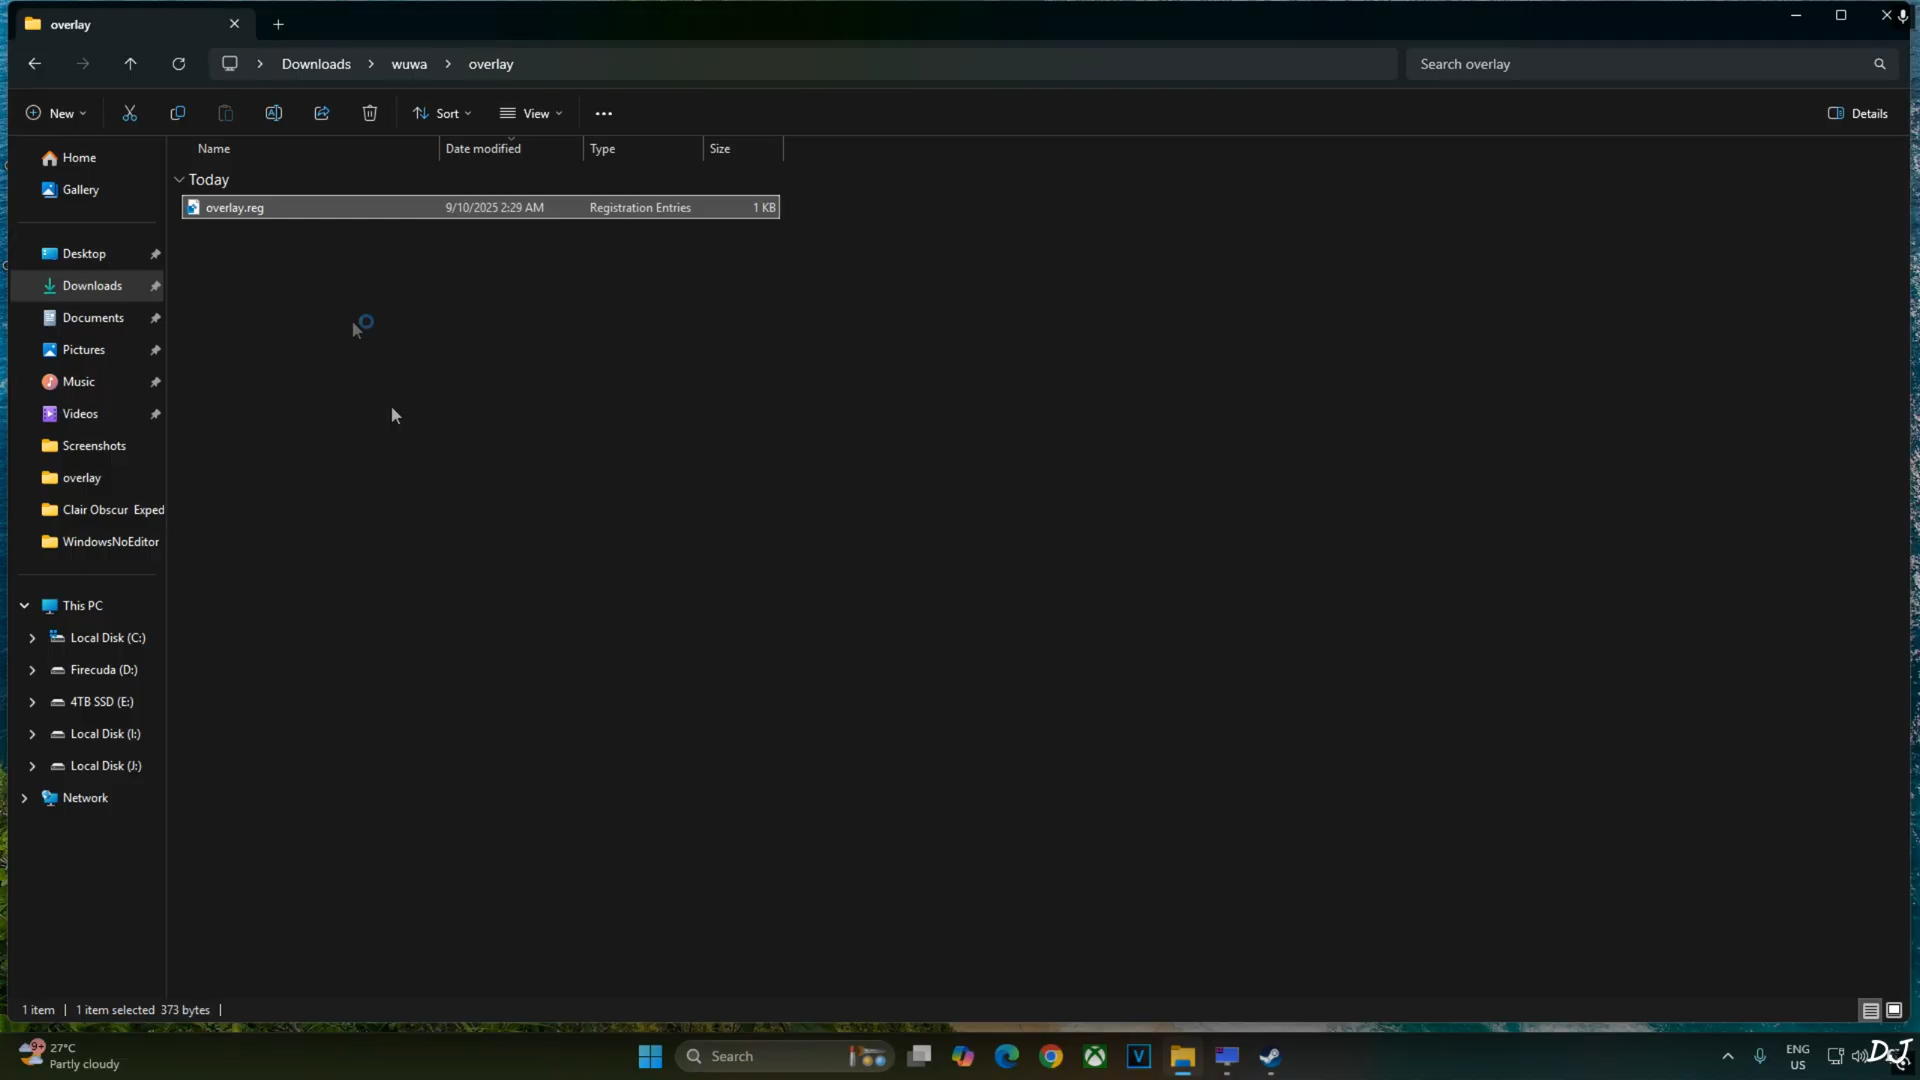 overlay
Downloads > wuwa > overlay
Search overlay
New
Sort
View
Details
Name
Date modified
Type
Size
Home
Gallery
Desktop
Downloads
Documents
Pictures
Music
Videos
Screenshots
overlay
Clair Obscur Exped
WindowsNoEditor
This PC
Local Disk (C:)
Firecuda (D:)
4TB SSD (E:)
Local Disk (I:)
Local Disk (J:)
Network
Today
overlay.reg 9/10/2025 2:29 AM Registration Entries 1 KB
1 item | 1 item selected 373 bytes |
9+
27°C
Partly cloudy
Search
V
ENG
US
DJ